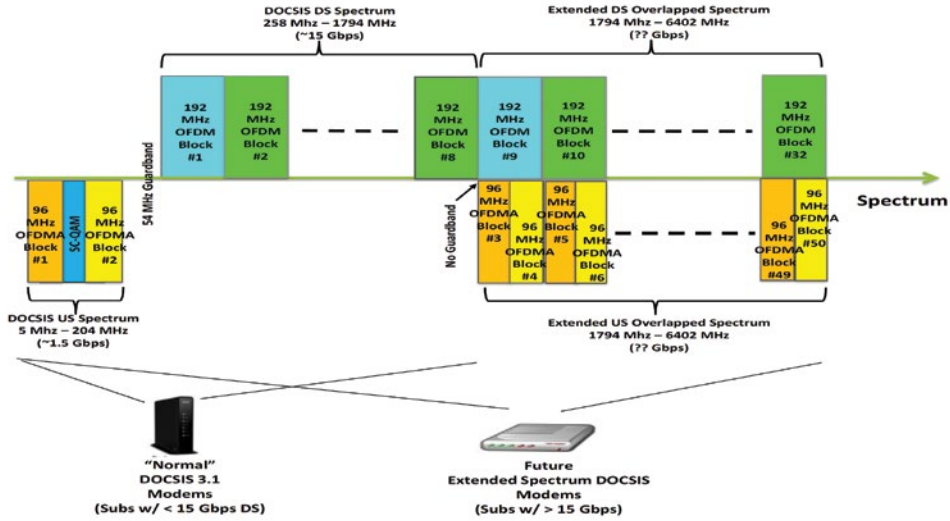 DOCSIS DS Spectrum
258 Mhz – 1794 MHz
(~15 Gbps)
Extended DS Overlapped Spectrum
1794 Mhz – 6402 MHz
(?? Gbps)
54 MHz Guardband
192
MHz
OFDM
Block
#1
192
MHz
OFDM
Block
#2
192
MHz
OFDM
Block
#8
192
MHz
OFDM
Block
#9
192
MHz
OFDM
Block
#10
192
MHz
OFDM
Block
#32
Spectrum
96
MHz
OFDMA
Block
#1
SC-QAM
96
MHz
OFDMA
Block
#2
No Guardband
96
MHz
OFDMA
Block
#3
96
MHz
OFDMA
Block
#4
96
MHz
OFDMA
Block
#5
96
MHz
OFDMA
Block
#6
96
MHz
OFDMA
Block
#49
96
MHz
OFDMA
Block
#50
DOCSIS US Spectrum
5 Mhz – 204 MHz
(~1.5 Gbps)
Extended US Overlapped Spectrum
1794 Mhz – 6402 MHz
(?? Gbps)
“Normal”
DOCSIS 3.1
Modems
(Subs w/ < 15 Gbps DS)
Future
Extended Spectrum DOCSIS
Modems
(Subs w/ > 15 Gbps)